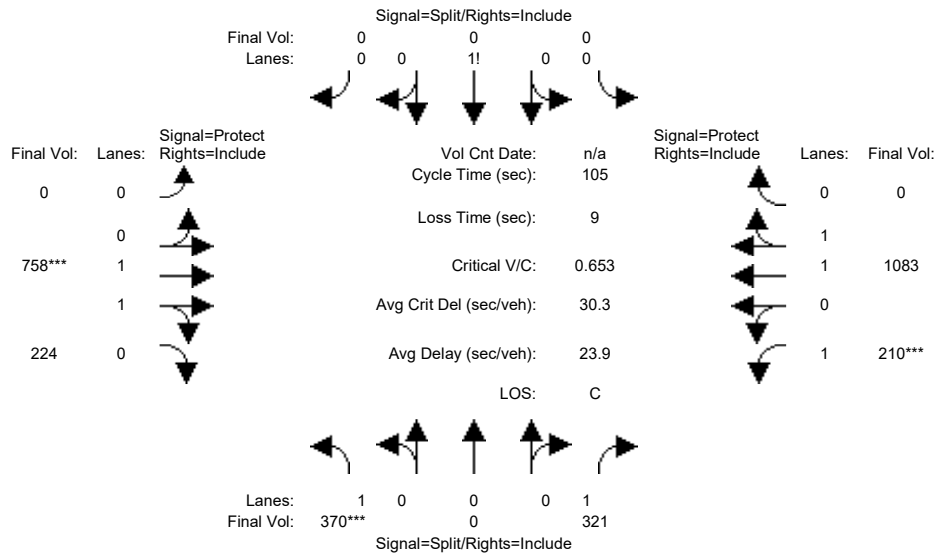 Signal=Split/Rights=Include
Final Vol: 0 0 0
Lanes: 0 0 1! 0 0
Signal=Protect Signal=Protect
Final Vol: Lanes: Rights=Include Vol Cnt Date: n/a Rights=Include Lanes: Final Vol:
Cycle Time (sec): 105
0 0 0 0
Loss Time (sec): 9
0 1
758*** 1 Critical V/C: 0.653 1 1083
1 Avg Crit Del (sec/veh): 30.3 0
224 0 Avg Delay (sec/veh): 23.9 1 210***
LOS: C
Lanes: 1 0 0 0 1
Final Vol: 370*** 0 321
Signal=Split/Rights=Include